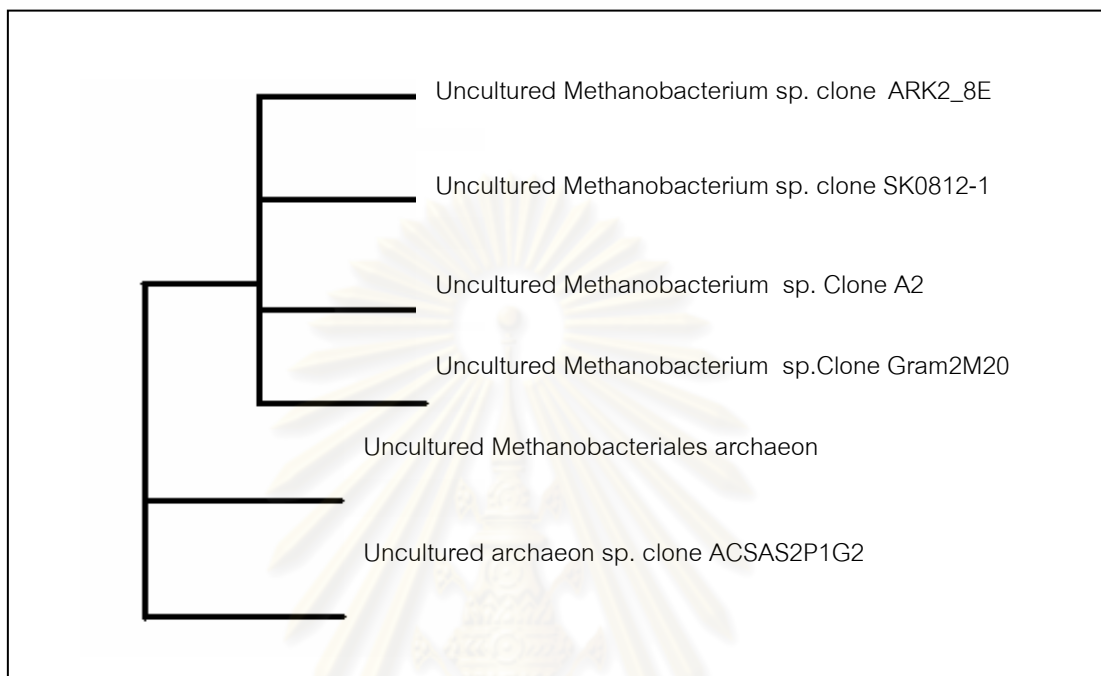 Uncultured Methanobacterium sp. clone ARK2_8E
Uncultured Methanobacterium sp. clone SK0812-1
Uncultured Methanobacterium sp. Clone A2
Uncultured Methanobacterium sp.Clone Gram2M20
Uncultured Methanobacteriales archaeon
Uncultured archaeon sp. clone ACSAS2P1G2